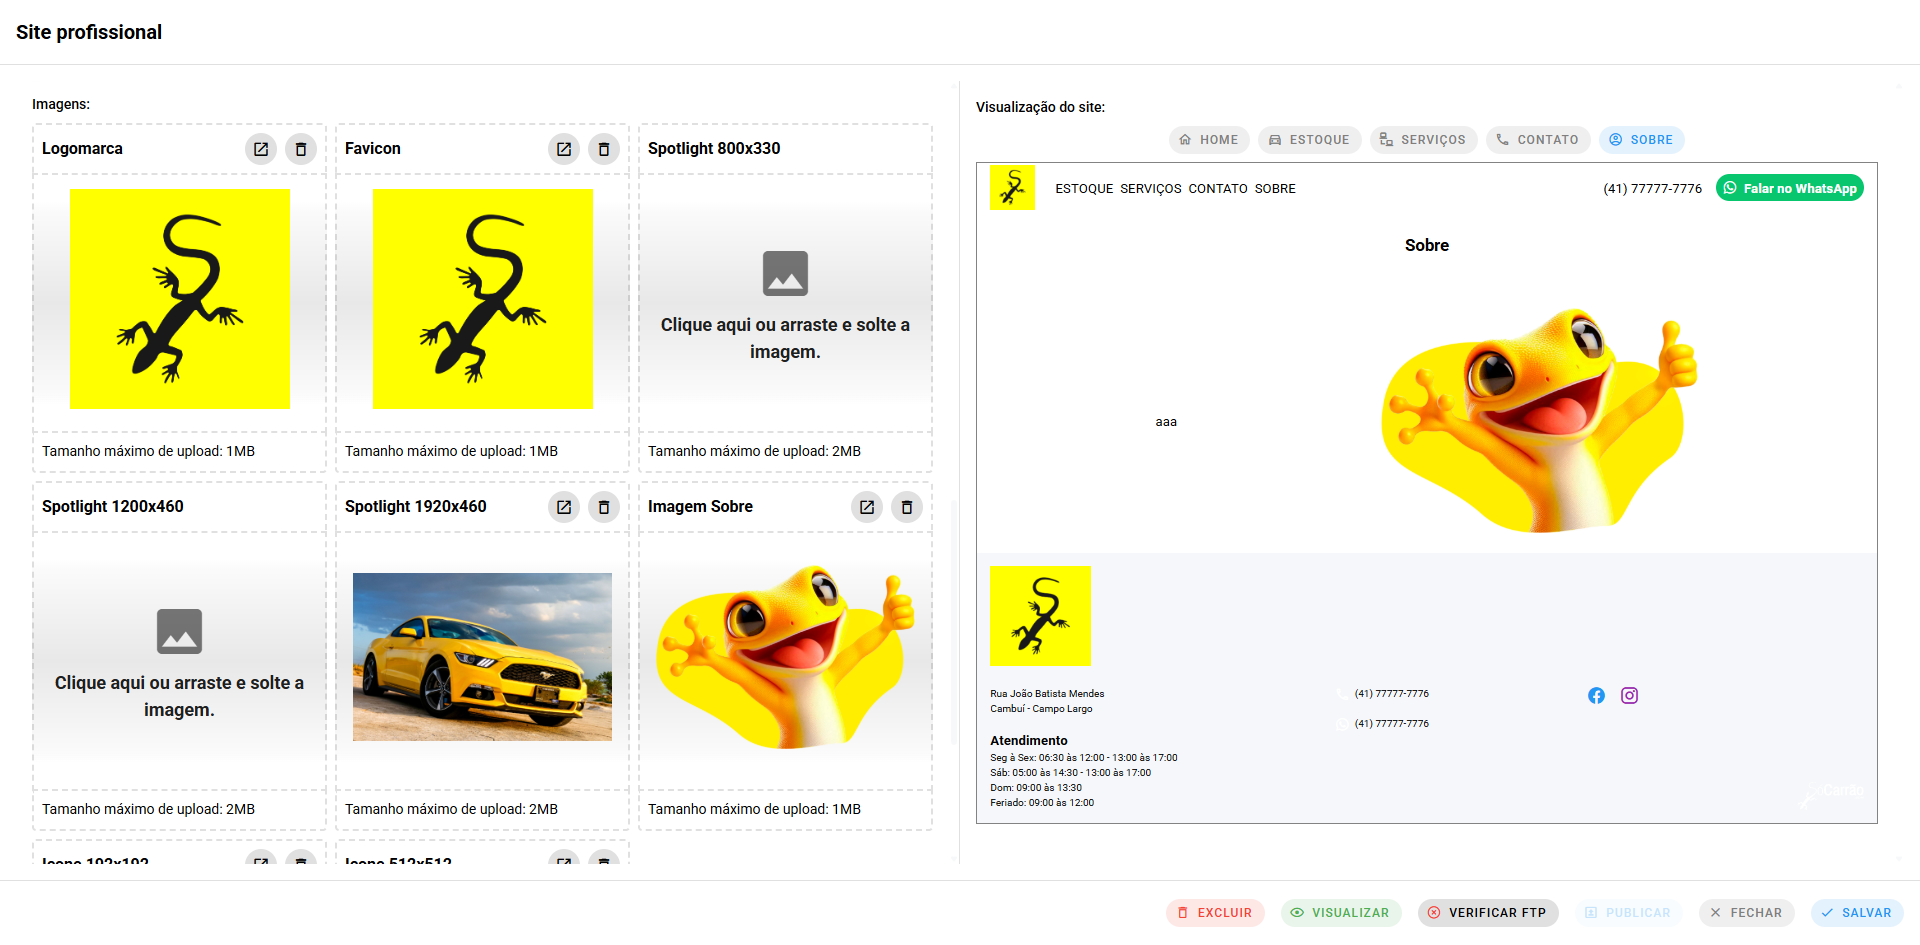 Site profissional
Imagens:
Logomarca
Favicon
Spotlight 800x330
Clique aqui ou arraste e solte a
imagem.
Tamanho máximo de upload: 1MB
Tamanho máximo de upload: 1MB
Tamanho máximo de upload: 2MB
Spotlight 1200x460
Spotlight 1920x460
Imagem Sobre
Clique aqui ou arraste e solte a
imagem.
Tamanho máximo de upload: 2MB
Tamanho máximo de upload: 2MB
Tamanho máximo de upload: 1MB
Icone 192x192
Icone 512x512
Visualização do site:
HOME
ESTOQUE
SERVIÇOS
CONTATO
SOBRE
ESTOQUE SERVIÇOS CONTATO SOBRE
(41) 77777-7776
Falar no WhatsApp
Sobre
aaa
Rua João Batista Mendes
Cambuí - Campo Largo
(41) 77777-7776
(41) 77777-7776
Atendimento
Seg à Sex: 06:30 às 12:00 - 13:00 às 17:00
Sáb: 05:00 às 14:30 - 13:00 às 17:00
Dom: 09:00 às 13:30
Feriado: 09:00 às 12:00
Carrão
EXCLUIR
VISUALIZAR
VERIFICAR FTP
PUBLICAR
FECHAR
SALVAR